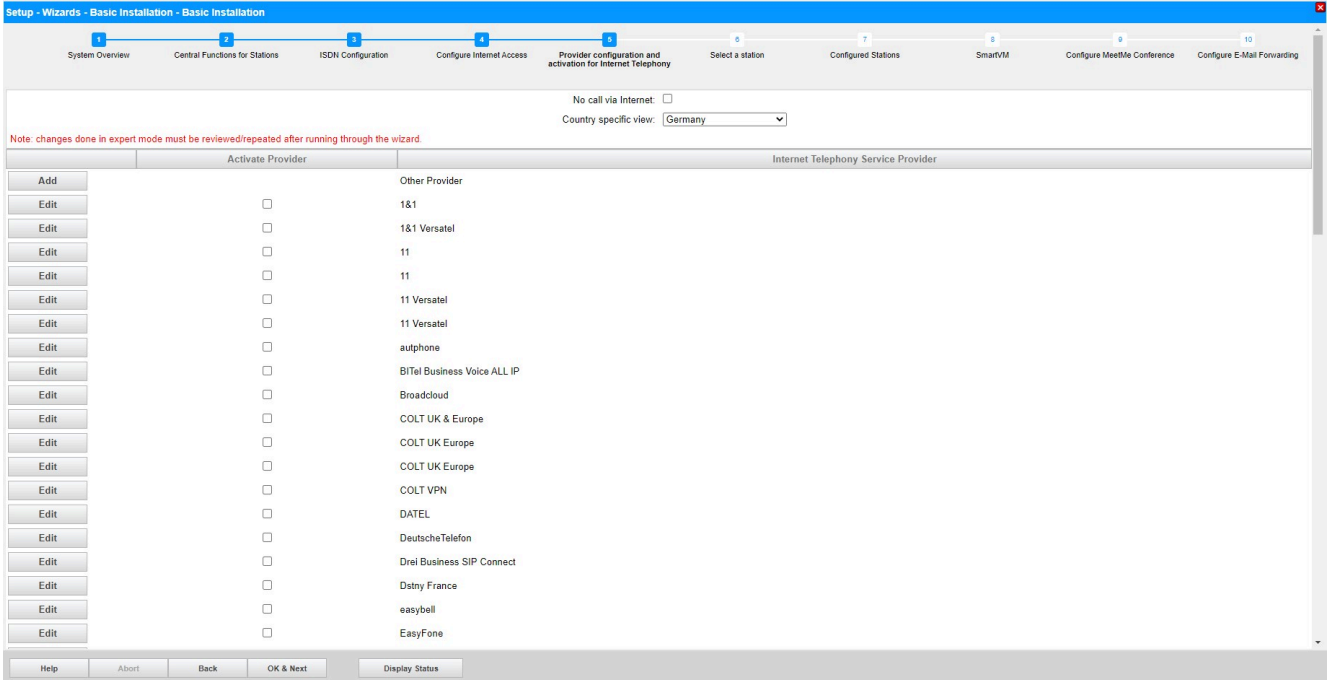 Setup - Wizards - Basic Installation - Basic Installation
1 2 3 4 5 6 7 8 9 10
System Overview Central Functions for Stations ISDN Configuration Configure Internet Access Provider configuration and Select a station Configured Stations SmartVM Configure MeetMe Conference Configure E-Mail Forwarding
activation for Internet Telephony
No call via Internet:
Country specific view: Germany
Note: changes done in expert mode must be reviewed/repeated after running through the wizard.
Activate Provider Internet Telephony Service Provider
Add Other Provider
Edit 1&1
Edit 1&1 Versatel
Edit 11
Edit 11
Edit 11 Versatel
Edit 11 Versatel
Edit autphone
Edit BITel Business Voice ALL IP
Edit Broadcloud
Edit COLT UK & Europe
Edit COLT UK Europe
Edit COLT UK Europe
Edit COLT VPN
Edit DATEL
Edit DeutscheTelefon
Edit Drei Business SIP Connect
Edit Dstny France
Edit easybell
Edit EasyFone
Help Abort Back OK & Next Display Status